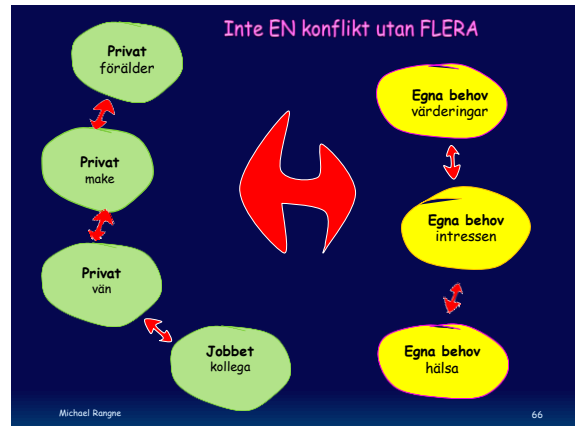 Inte EN konflikt utan FLERA
Privat
förälder
Privat
make
Privat
vän
Jobbet
kollega
Egna behov
värderingar
Egna behov
intressen
Egna behov
hälsa
Michael Rangne
66